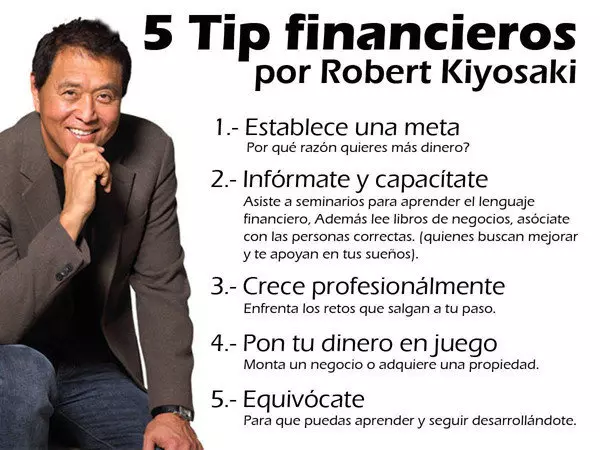 5 Tip financieros
por Robert Kiyosaki
1.- Establece una meta
Por qué razón quieres más dinero?
2.- Infórmate y capacítate
Asiste a seminarios para aprender el lenguaje
financiero, Además lee libros de negocios, asóciate
con las personas correctas. (quienes buscan mejorar
y te apoyan en tus sueños).
3.- Crece profesionálmente
Enfrenta los retos que salgan a tu paso.
4.- Pon tu dinero en juego
Monta un negocio o adquiere una propiedad.
5.- Equivócate
Para que puedas aprender y seguir desarrollándote.